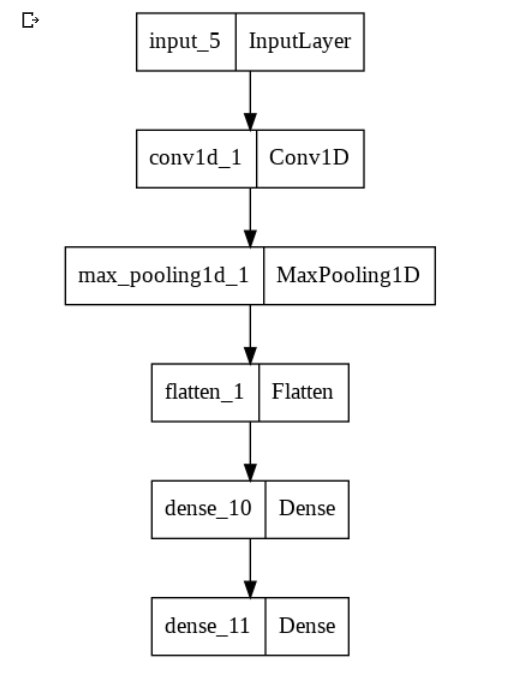 input_5 InputLayer
conv1d_1 Conv1D
max_pooling1d_1 MaxPooling1D
flatten_1 Flatten
dense_10 Dense
dense_11 Dense